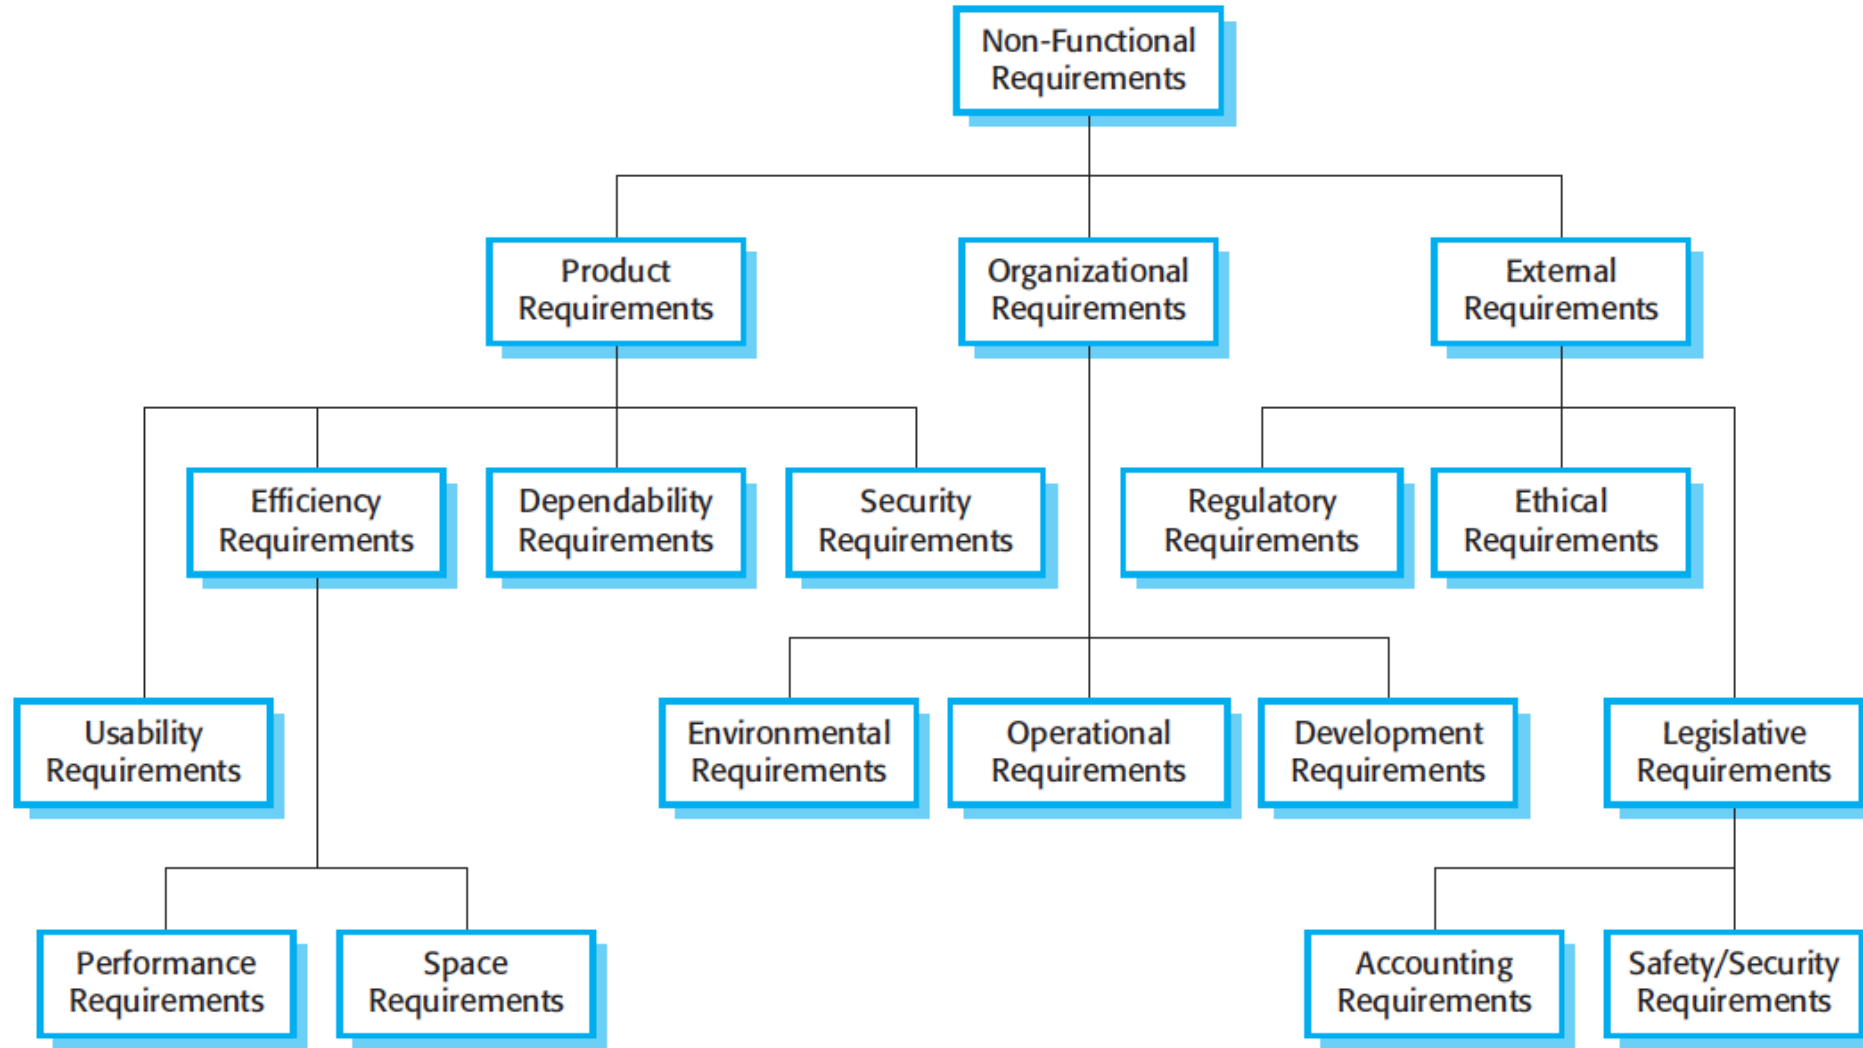 Non-Functional
Requirements
Product
Requirements
Organizational
Requirements
External
Requirements
Efficiency
Requirements
Dependability
Requirements
Security
Requirements
Regulatory
Requirements
Ethical
Requirements
Usability
Requirements
Environmental
Requirements
Operational
Requirements
Development
Requirements
Legislative
Requirements
Performance
Requirements
Space
Requirements
Accounting
Requirements
Safety/Security
Requirements